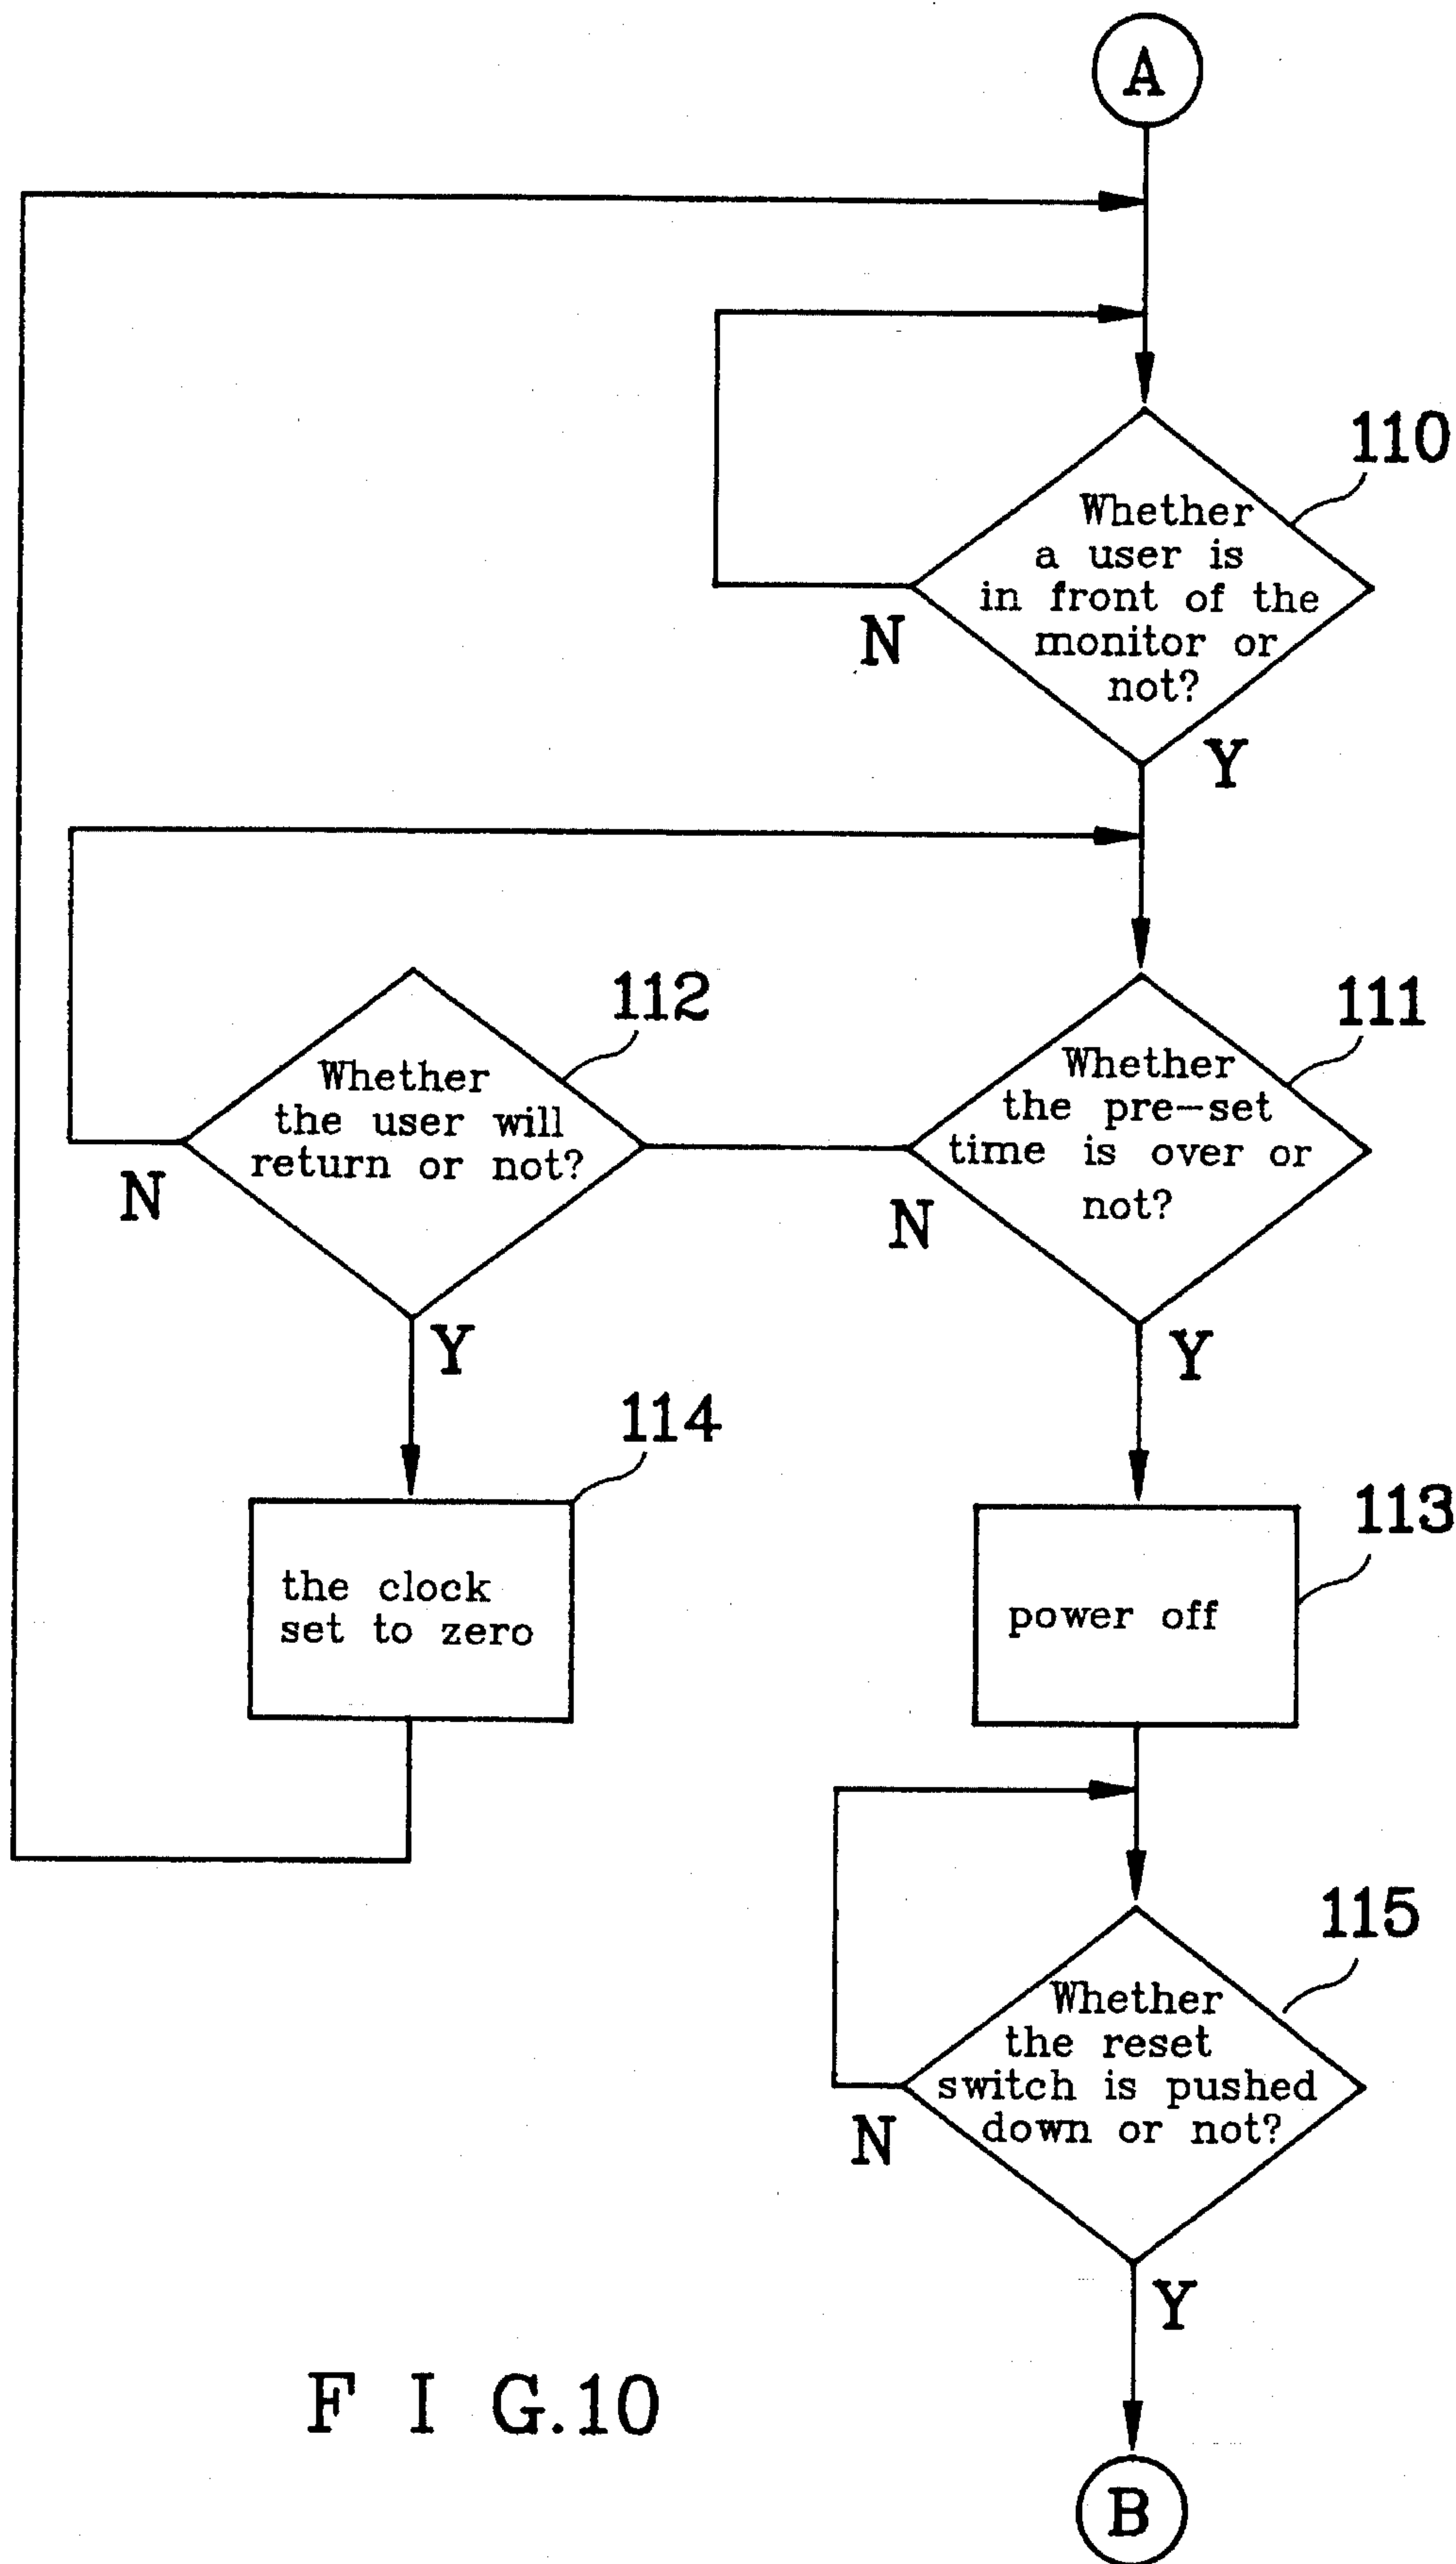 A
110
Whether
a user is
in front of the
monitor or
not?
N
Y
112
111
Whether
the user will
return or not?
Whether
the pre-set
time is over or
not?
N
N
Y
Y
114
113
the clock
set to zero
power off
115
Whether
the reset
switch is pushed
down or not?
N
Y
F I G.10
B